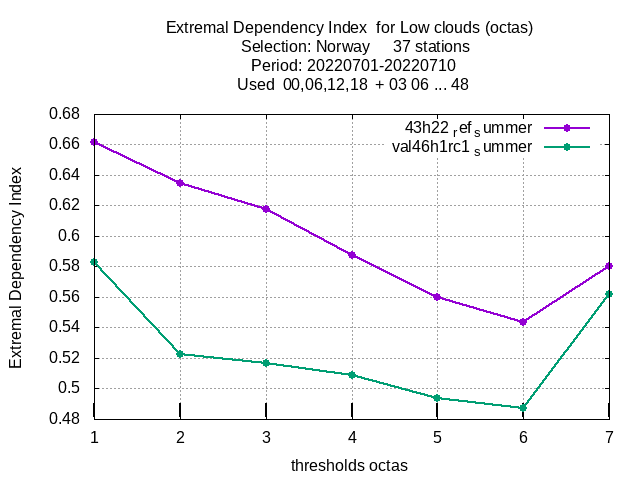 Extremal Dependency Index  for Low clouds (octas)
Selection: Norway     37 stations
Period: 20220701-20220710
Used  00,06,12,18  + 03 06 ... 48
Extremal Dependency Index
0.68
0.66
0.64
0.62
0.6
0.58
0.56
0.54
0.52
0.5
0.48
43h22 refsummer
val46h1rc1 summer
1 2 3 4 5 6 7
thresholds octas